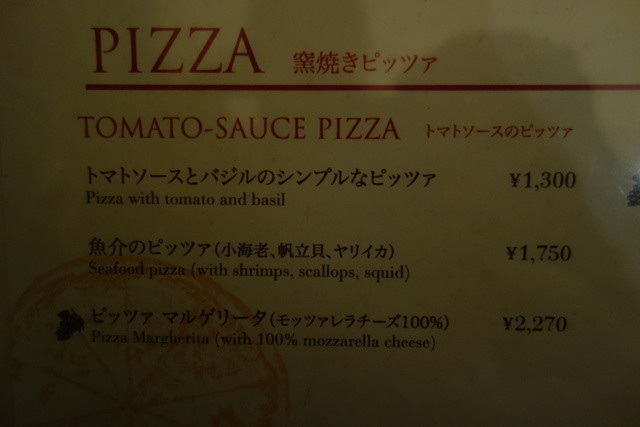 PIZZA 窯焼きピッツァ
TOMATO-SAUCE PIZZA トマトソースのピッツァ
トマトソースとバジルのシンプルなピッツァ ¥1,300
Pizza with tomato and basil
魚介のピッツァ(小海老、帆立貝、ヤリイカ) ¥1,750
Seafood pizza (with shrimps, scallops, squid)
ピッツァ マルゲリータ(モッツァレラチーズ100%) ¥2,270
Pizza Margherita (with 100% mozzarella cheese)